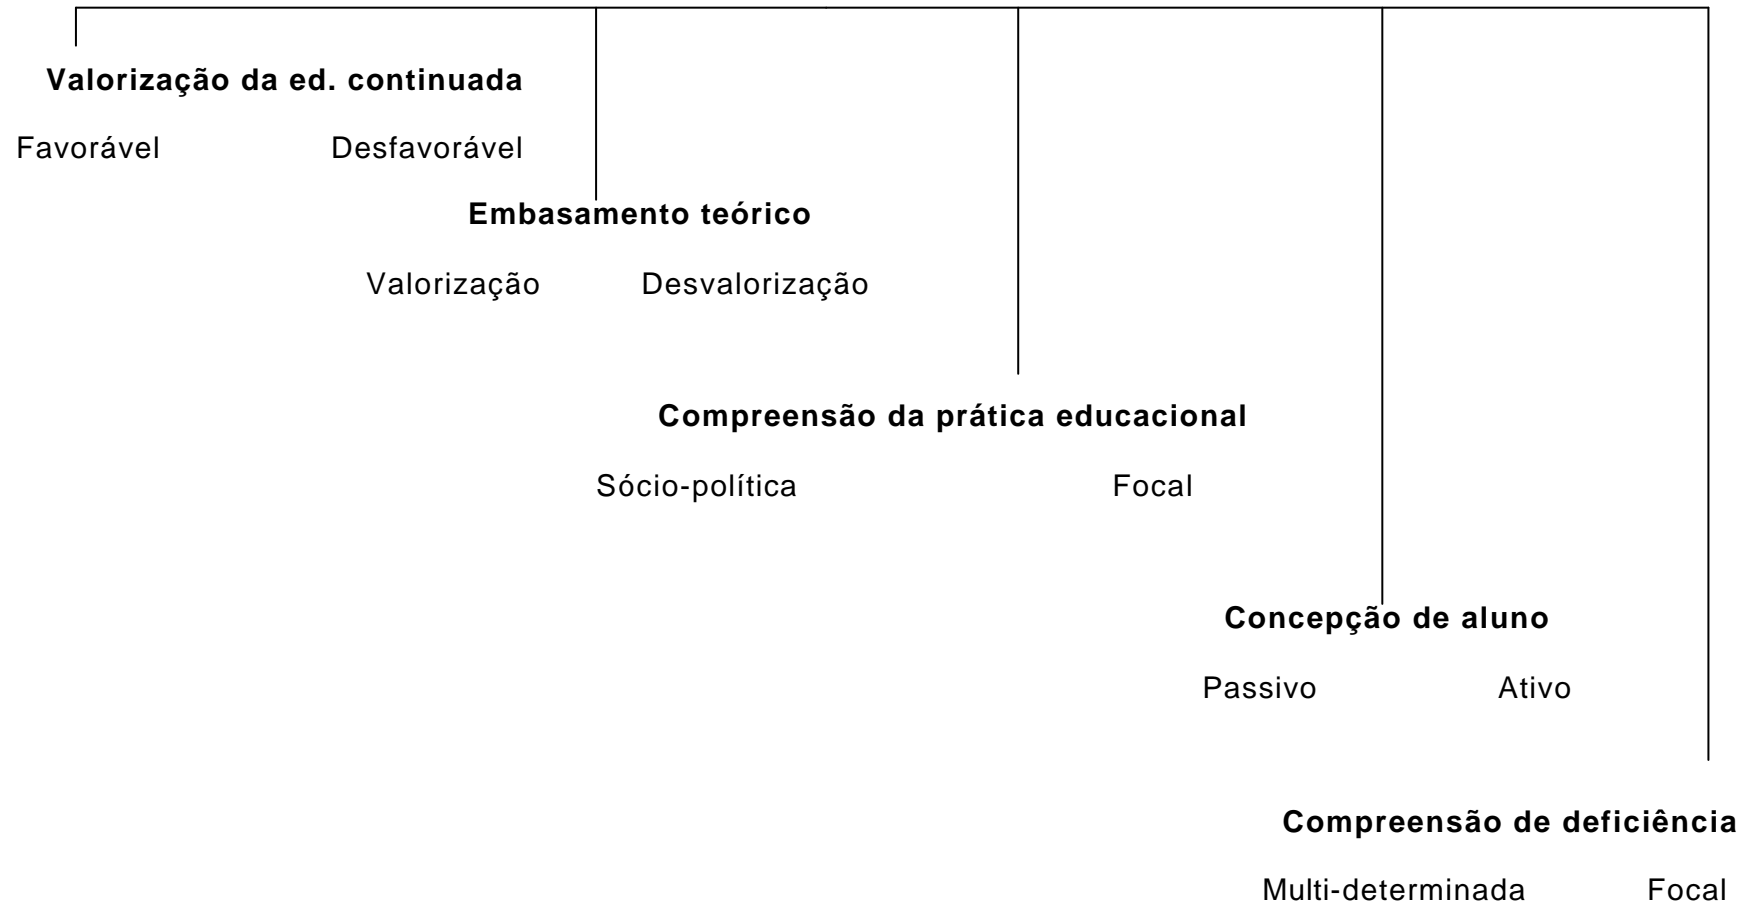 Valorização da ed. continuada
Favorável Desfavorável
Embasamento teórico
Valorização Desvalorização
Compreensão da prática educacional
Sócio-política Focal
Concepção de aluno
Passivo Ativo
Compreensão de deficiência
Multi-determinada Focal